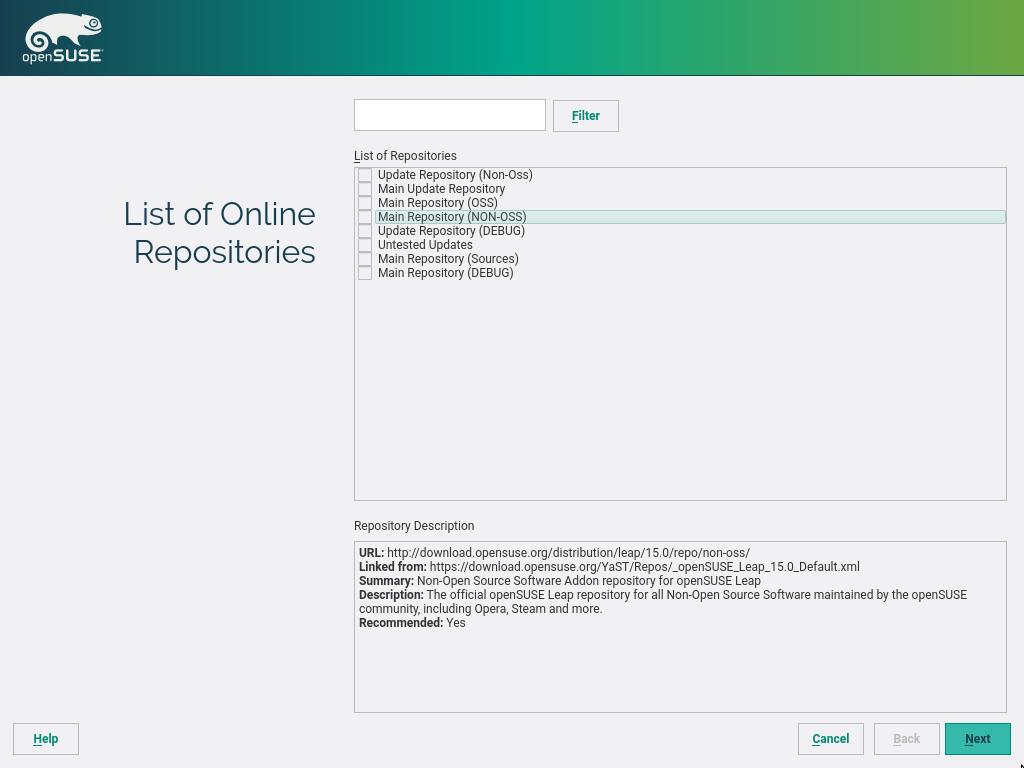 openSUSE
Filter
List of Repositories
List of Online
Repositories
Update Repository (Non-Oss)
Main Update Repository
Main Repository (OSS)
Main Repository (NON-OSS)
Update Repository (DEBUG)
Untested Updates
Main Repository (Sources)
Main Repository (DEBUG)
Repository Description
URL: http://download.opensuse.org/distribution/leap/15.0/repo/non-oss/
Linked from: https://download.opensuse.org/YaST/Repos/_openSUSE_Leap_15.0_Default.xml
Summary: Non-Open Source Software Addon repository for openSUSE Leap
Description: The official openSUSE Leap repository for all Non-Open Source Software maintained by the openSUSE
community, including Opera, Steam and more.
Recommended: Yes
Help
Cancel
Back
Next